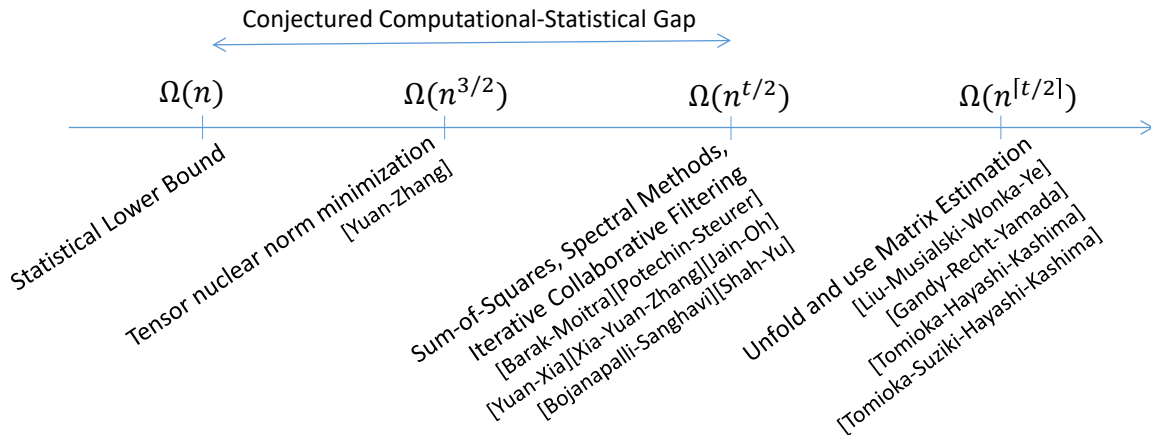 Conjectured Computational-Statistical Gap
Ω(n)
Ω(n^{3/2})
Ω(n^{t/2})
Ω(n^{⌈t/2⌉})
Statistical Lower Bound
Tensor nuclear norm minimization
[Yuan-Zhang]
Sum-of-Squares, Spectral Methods,
Iterative Collaborative Filtering
[Barak-Moitra][Potechin-Steurer]
[Yuan-Xia][Xia-Yuan-Zhang][Jain-Oh]
[Bojanapalli-Sanghavi][Shah-Yu]
Unfold and use Matrix Estimation
[Liu-Musialski-Wonka-Ye]
[Gandy-Recht-Yamada]
[Tomioka-Hayashi-Kashima]
[Tomioka-Suziki-Hayashi-Kashima]